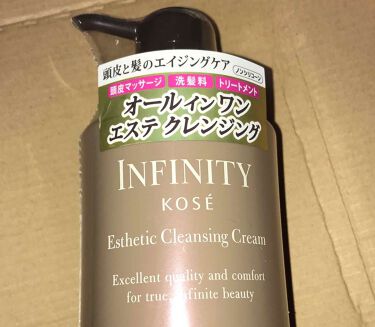 頭皮と髪のエイジングケア ノンシリコーン
頭皮マッサージ 洗髪料 トリートメント
オールインワン
エステ クレンジング
INFINITY
KOSÉ
Esthetic Cleansing Cream
Excellent quality and comfort
for true, infinite beauty